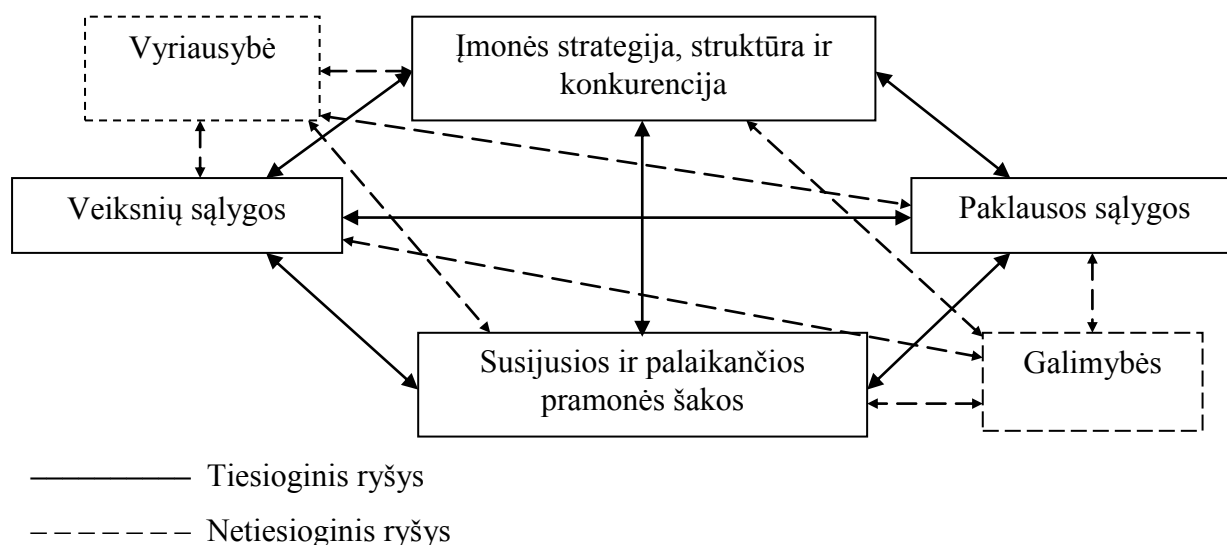 Vyriausybė
Įmonės strategija, struktūra ir
konkurencija
Veiksnių sąlygos
Paklausos sąlygos
Susijusios ir palaikančios
pramonės šakos
Galimybės
Tiesioginis ryšys
Netiesioginis ryšys